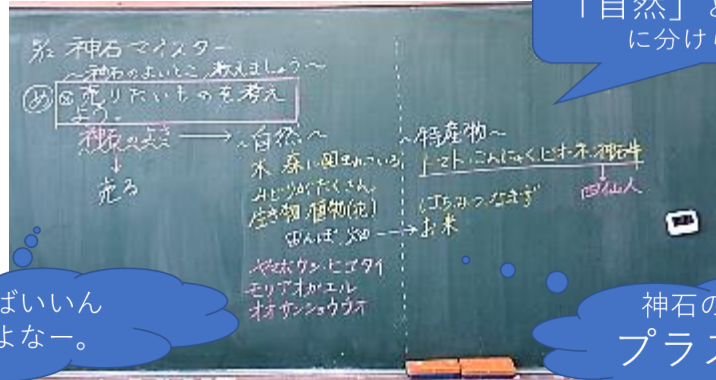 「自然」と
に分け
神石マイスター
～神石のよいとこ 教えましょう～
め 売りたいものを考え
よう。
神石のよさ → ～自然～
↓
売る
水 森に囲まれている。
みどりがたくさん
生き物 植物(花)
田んぼ 畑 → お米
ヤマホウシ・ヒゴタイ
モリアオガエル
オオサンショウウオ
～特産物～
トマト・こんにゃく・ピオーネ・神石牛
↓
四仙人
はちみつ・なまず
ばいいん
よなー。
神石の
プラス